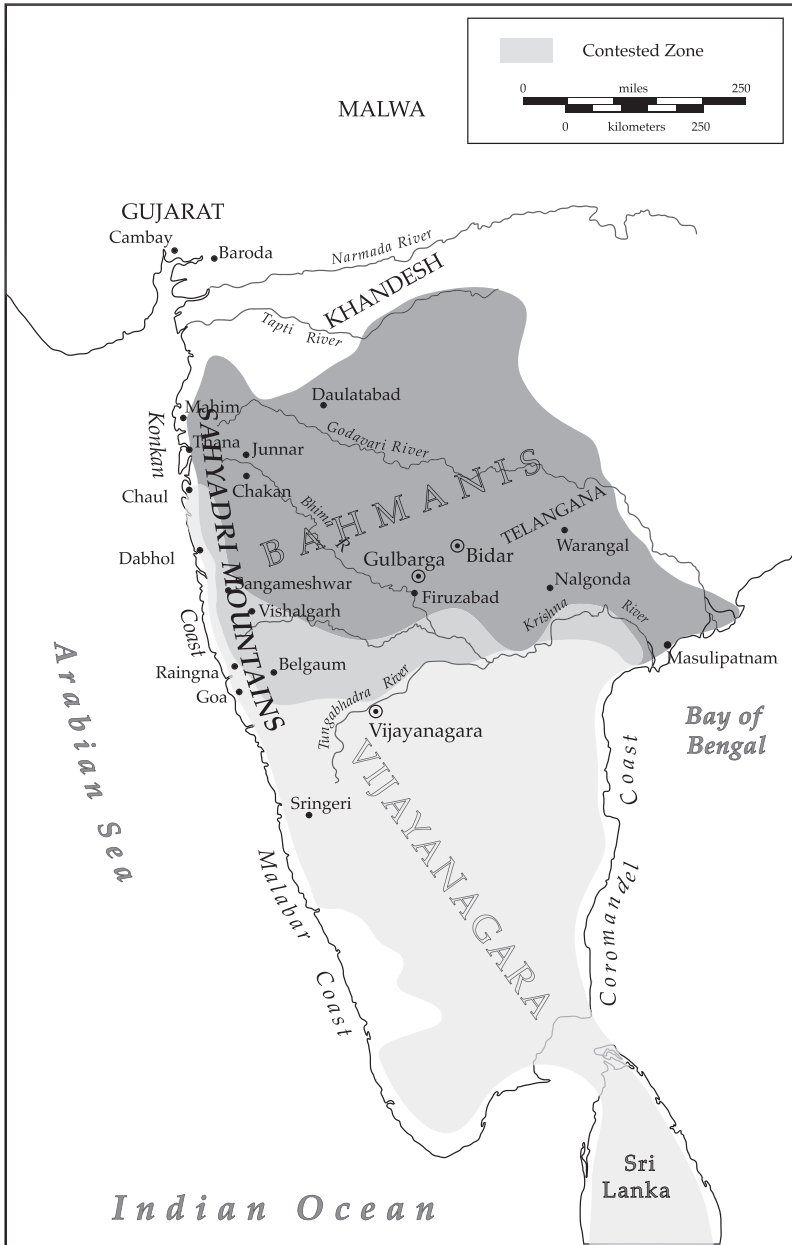 Contested Zone
0 miles 250
0 kilometers 250
MALWA
GUJARAT
Cambay
Baroda
Narmada River
KHANDESH
Tapti River
Daulatabad
Mahim
Konkan
Coast
SAHYADRI MOUNTAINS
Thana
Junnar
Godavari River
Chaul
Chakan
Bhima R
BAHMANIS
TELANGANA
Warangal
Dabhol
Gulbarga
Bidar
Sangameshwar
Firuzabad
Nalgonda
Vishalgarh
Krishna River
Masulipatnam
Raingna
Belgaum
Goa
Tungabhadra River
Vijayanagara
Arabian Sea
Bay of
Bengal
VIJAYANAGARA
Sringeri
Malabar Coast
Coromandel Coast
Sri
Lanka
Indian Ocean